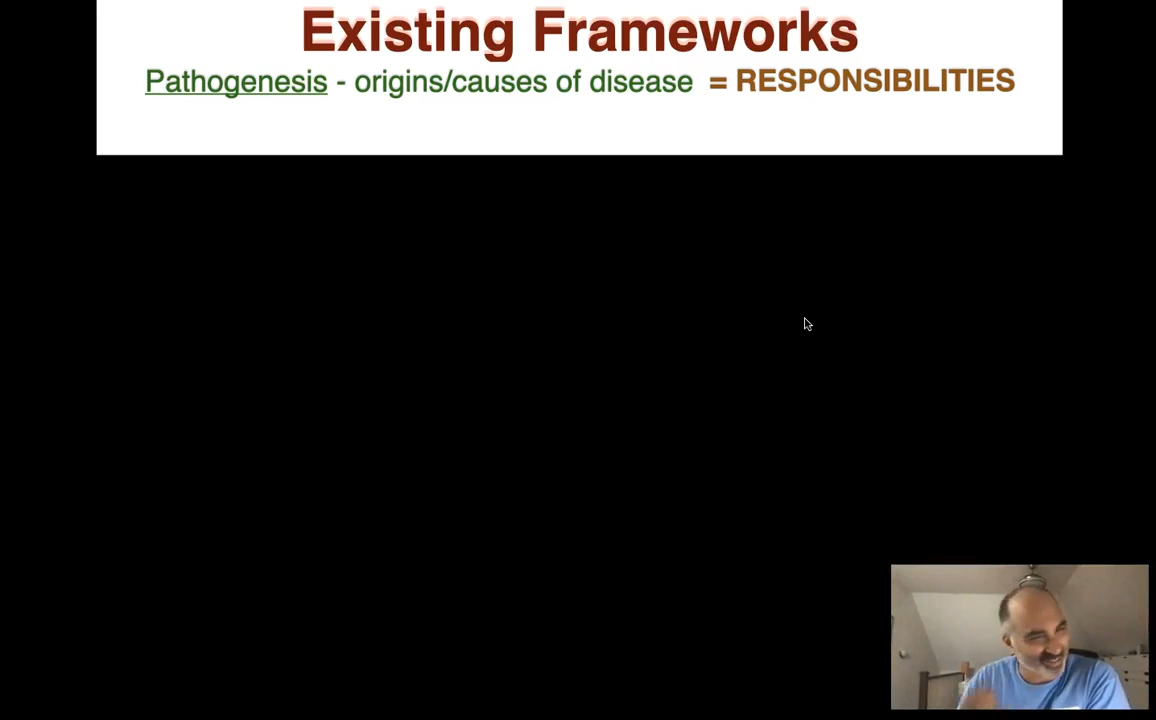 Existing Frameworks
Pathogenesis - origins/causes of disease = RESPONSIBILITIES